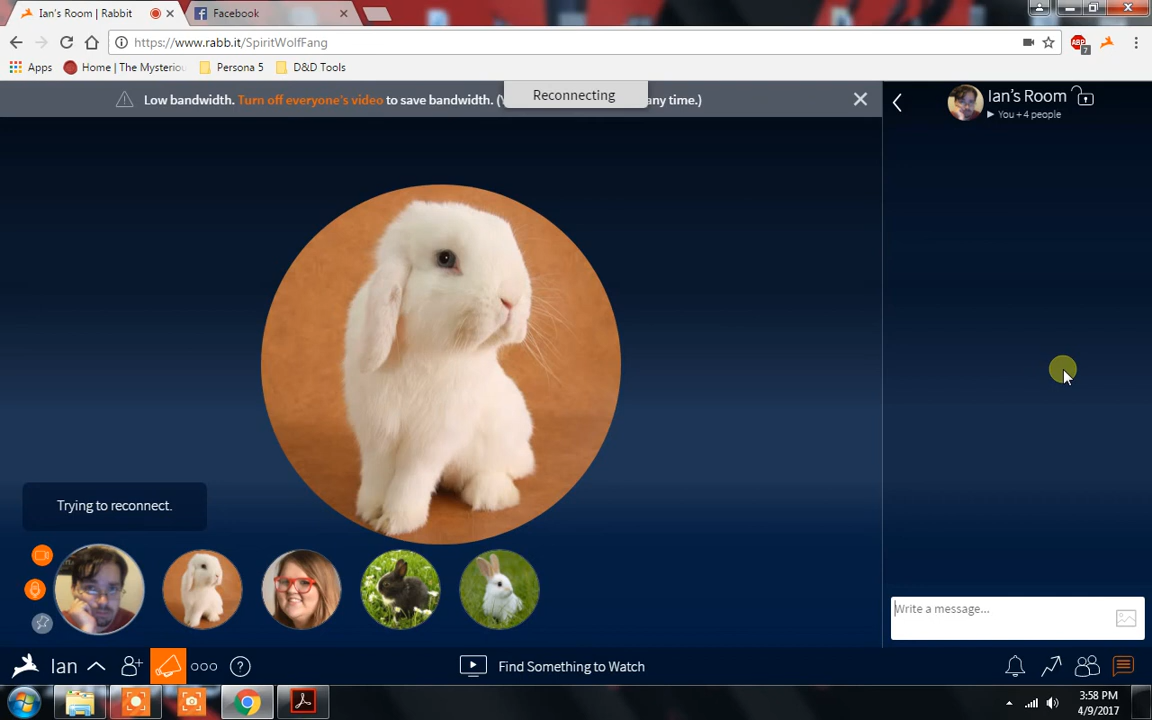 Ian's Room | Rabbit
Facebook
https://www.rabb.it/SpiritWolfFang
7
Apps
Home | The Mysteriou
Persona 5
D&D Tools
Low bandwidth. Turn off everyone's video to save bandwidth. ( any time.)
Reconnecting
Ian's Room
You + 4 people
Trying to reconnect.
Write a message...
Ian
Find Something to Watch
3:58 PM
4/9/2017